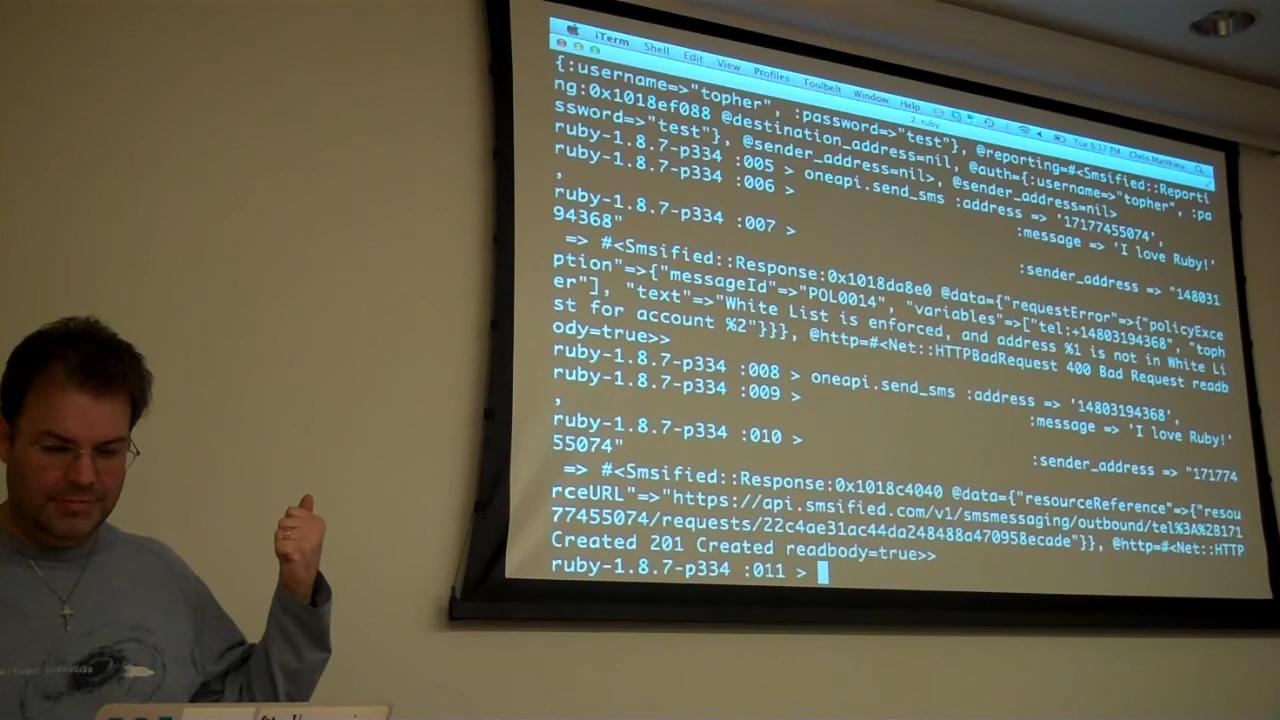 iTerm Shell Edit View Profiles Toolbelt Window Help Tue 8:17 PM Chris Matthieu
2. ruby
{:username=>"topher", :password=>"test"}, @reporting=#<Smsified::Reporti
ng:0x1018ef088 @destination_address=nil, @auth={:username=>"topher", :pa
ssword=>"test"}, @sender_address=nil>, @sender_address=nil>
ruby-1.8.7-p334 :005 > oneapi.send_sms :address => '17177455074',
ruby-1.8.7-p334 :006 > :message => 'I love Ruby!'
,
ruby-1.8.7-p334 :007 > :sender_address => "148031
94368"
=> #<Smsified::Response:0x1018da8e0 @data={"requestError"=>{"policyExce
ption"=>{"messageId"=>"POL0014", "variables"=>["tel:+14803194368", "toph
er"], "text"=>"White List is enforced, and address %1 is not in White Li
st for account %2"}}}, @http=#<Net::HTTPBadRequest 400 Bad Request readb
ody=true>>
ruby-1.8.7-p334 :008 > oneapi.send_sms :address => '14803194368',
ruby-1.8.7-p334 :009 > :message => 'I love Ruby!'
,
ruby-1.8.7-p334 :010 > :sender_address => "171774
55074"
=> #<Smsified::Response:0x1018c4040 @data={"resourceReference"=>{"resou
rceURL"=>"https://api.smsified.com/v1/smsmessaging/outbound/tel%3A%2B171
77455074/requests/22c4ae31ac44da248488a470958ecade"}}, @http=#<Net::HTTP
Created 201 Created readbody=true>>
ruby-1.8.7-p334 :011 >